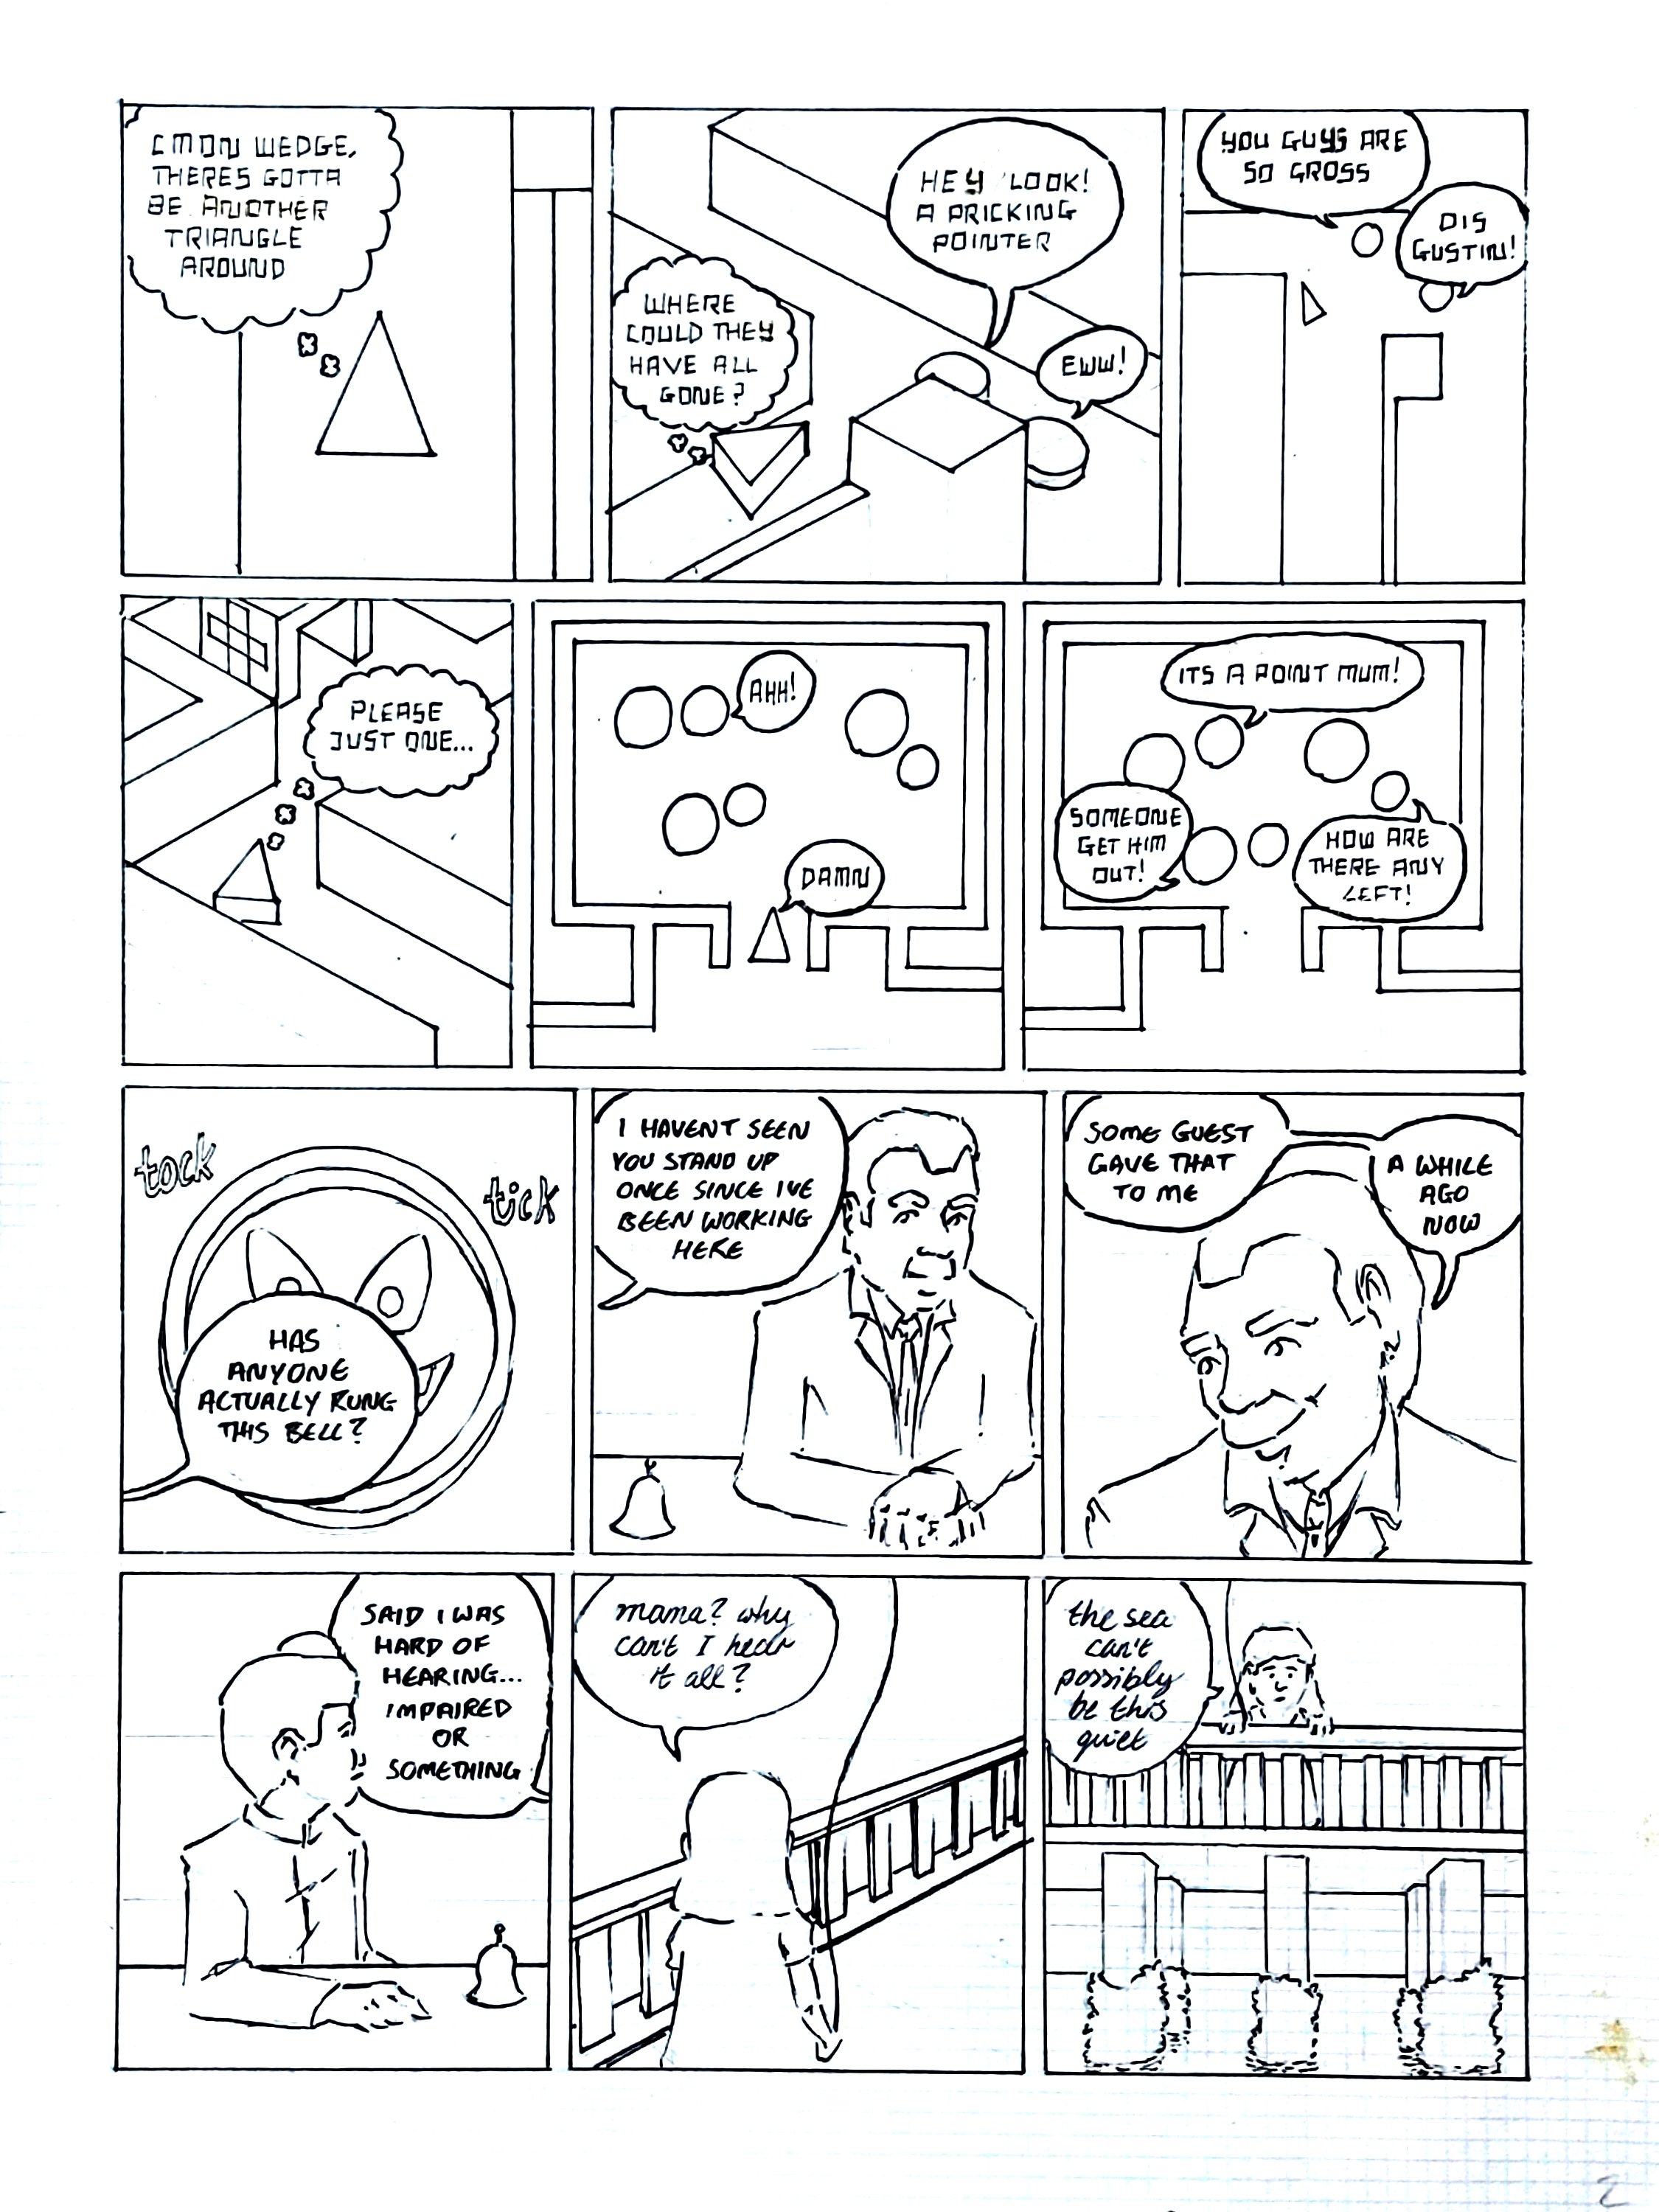 CMON WEDGE,
THERES GOTTA
BE ANOTHER
TRIANGLE
AROUND
WHERE
COULD THEY
HAVE ALL
GONE?
HEY LOOK!
A PRICKING
POINTER
EWW!
YOU GUYS ARE
SO GROSS
DIS
GUSTIN!
PLEASE
JUST ONE...
AHH!
DAMN
ITS A POINT MUM!
SOMEONE
GET HIM
OUT!
HOW ARE
THERE ANY
LEFT!
tock
tick
HAS
ANYONE
ACTUALLY RUNG
THIS BELL?
I HAVENT SEEN
YOU STAND UP
ONCE SINCE IVE
BEEN WORKING
HERE
SOME GUEST
GAVE THAT
TO ME
A WHILE
AGO
NOW
SAID I WAS
HARD OF
HEARING...
IMPAIRED
OR
SOMETHING
mama? why
can't I hear
it all?
the sea
can't
possibly
be this
quiet
2